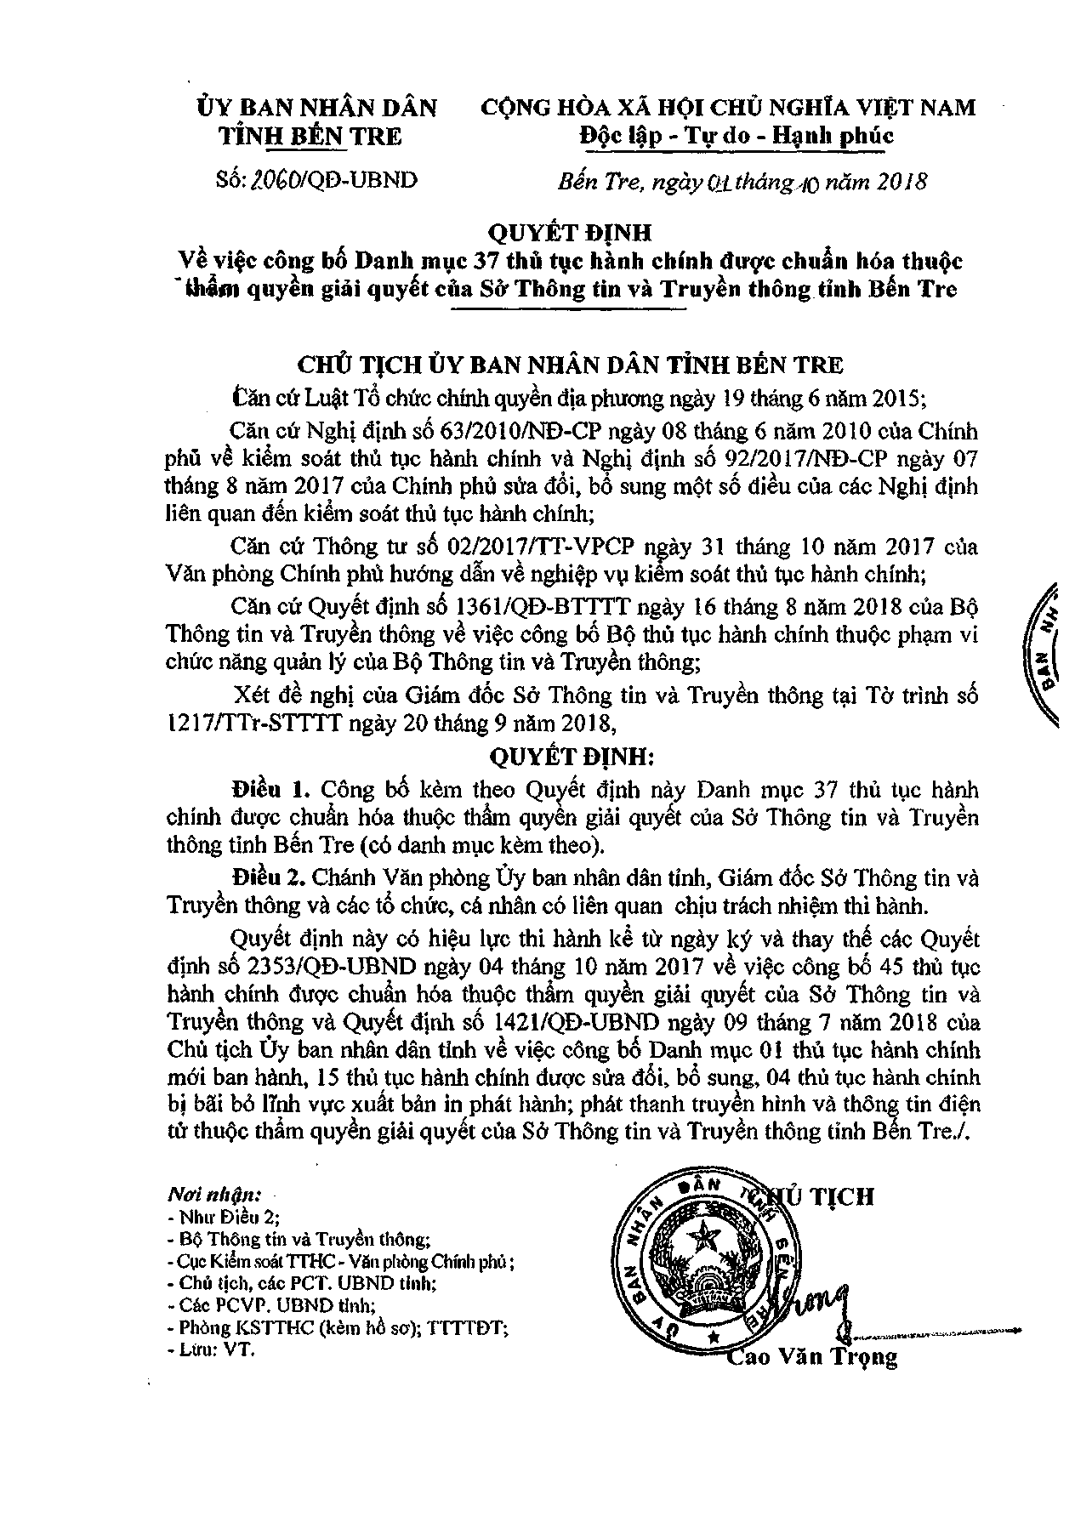 ỦY BAN NHÂN DÂN
TỈNH BẾN TRE
CỘNG HÒA XÃ HỘI CHỦ NGHĨA VIỆT NAM
Độc lập - Tự do - Hạnh phúc
Số: 2060/QĐ-UBND
Bến Tre, ngày 01 tháng 10 năm 2018
QUYẾT ĐỊNH
Về việc công bố Danh mục 37 thủ tục hành chính được chuẩn hóa thuộc
thẩm quyền giải quyết của Sở Thông tin và Truyền thông tỉnh Bến Tre
CHỦ TỊCH ỦY BAN NHÂN DÂN TỈNH BẾN TRE
Căn cứ Luật Tổ chức chính quyền địa phương ngày 19 tháng 6 năm 2015;
Căn cứ Nghị định số 63/2010/NĐ-CP ngày 08 tháng 6 năm 2010 của Chính
phủ về kiểm soát thủ tục hành chính và Nghị định số 92/2017/NĐ-CP ngày 07
tháng 8 năm 2017 của Chính phủ sửa đổi, bổ sung một số điều của các Nghị định
liên quan đến kiểm soát thủ tục hành chính;
Căn cứ Thông tư số 02/2017/TT-VPCP ngày 31 tháng 10 năm 2017 của
Văn phòng Chính phủ hướng dẫn về nghiệp vụ kiểm soát thủ tục hành chính;
Căn cứ Quyết định số 1361/QĐ-BTTTT ngày 16 tháng 8 năm 2018 của Bộ
Thông tin và Truyền thông về việc công bố Bộ thủ tục hành chính thuộc phạm vi
chức năng quản lý của Bộ Thông tin và Truyền thông;
Xét đề nghị của Giám đốc Sở Thông tin và Truyền thông tại Tờ trình số
1217/TTr-STTTT ngày 20 tháng 9 năm 2018,
QUYẾT ĐỊNH:
Điều 1. Công bố kèm theo Quyết định này Danh mục 37 thủ tục hành
chính được chuẩn hóa thuộc thẩm quyền giải quyết của Sở Thông tin và Truyền
thông tỉnh Bến Tre (có danh mục kèm theo).
Điều 2. Chánh Văn phòng Ủy ban nhân dân tỉnh, Giám đốc Sở Thông tin và
Truyền thông và các tổ chức, cá nhân có liên quan chịu trách nhiệm thi hành.
Quyết định này có hiệu lực thi hành kể từ ngày ký và thay thế các Quyết
định số 2353/QĐ-UBND ngày 04 tháng 10 năm 2017 về việc công bố 45 thủ tục
hành chính được chuẩn hóa thuộc thẩm quyền giải quyết của Sở Thông tin và
Truyền thông và Quyết định số 1421/QĐ-UBND ngày 09 tháng 7 năm 2018 của
Chủ tịch Ủy ban nhân dân tỉnh về việc công bố Danh mục 01 thủ tục hành chính
mới ban hành, 15 thủ tục hành chính được sửa đổi, bổ sung, 04 thủ tục hành chính
bị bãi bỏ lĩnh vực xuất bản in phát hành; phát thanh truyền hình và thông tin điện
tử thuộc thẩm quyền giải quyết của Sở Thông tin và Truyền thông tỉnh Bến Tre./.
Nơi nhận:
- Như Điều 2;
- Bộ Thông tin và Truyền thông;
- Cục Kiểm soát TTHC - Văn phòng Chính phủ;
- Chủ tịch, các PCT. UBND tỉnh;
- Các PCVP. UBND tỉnh;
- Phòng KSTTHC (kèm hồ sơ); TTTTĐT;
- Lưu: VT.
CHỦ TỊCH
ỦY BAN NHÂN DÂN TỈNH BẾN TRE
VIỆT NAM
Trọng
Cao Văn Trọng
BAN NH